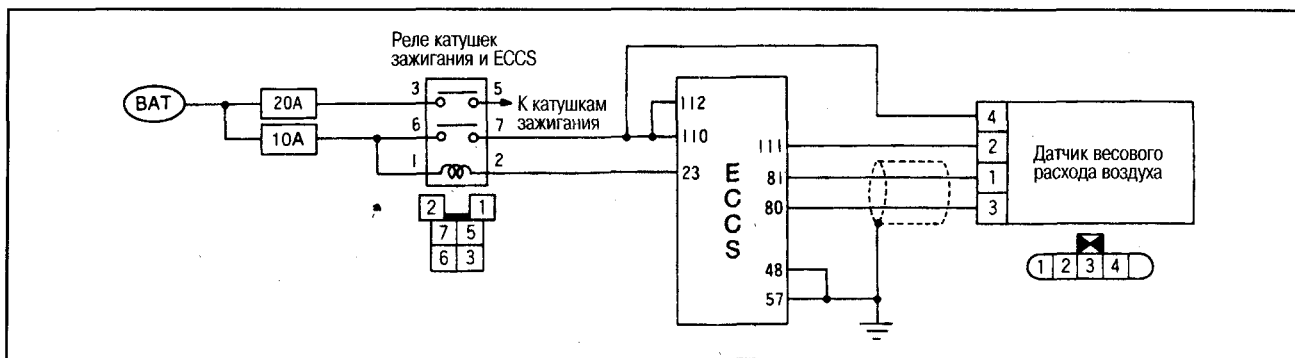 Реле катушек
зажигания и ECCS
BAT
20A
3
5
К катушкам
зажигания
10A
6
7
1
2
2
1
7
5
6
3
112
110
23
ECCS
111
81
80
48
57
4
2
1
3
Датчик весового
расхода воздуха
1
2
3
4